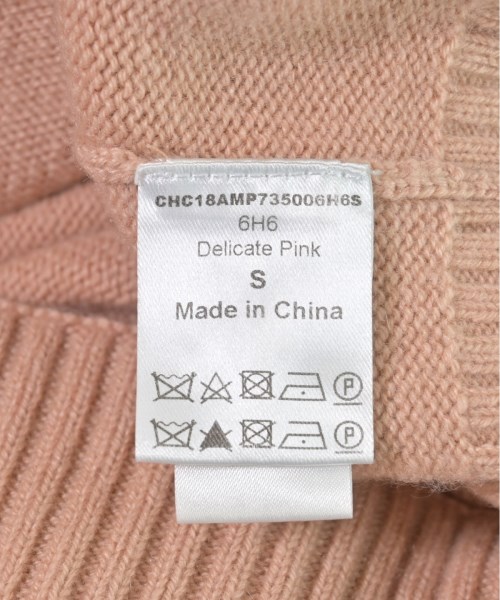 CHC18AMP735006H6S
6H6
Delicate Pink
S
Made in China
P
P